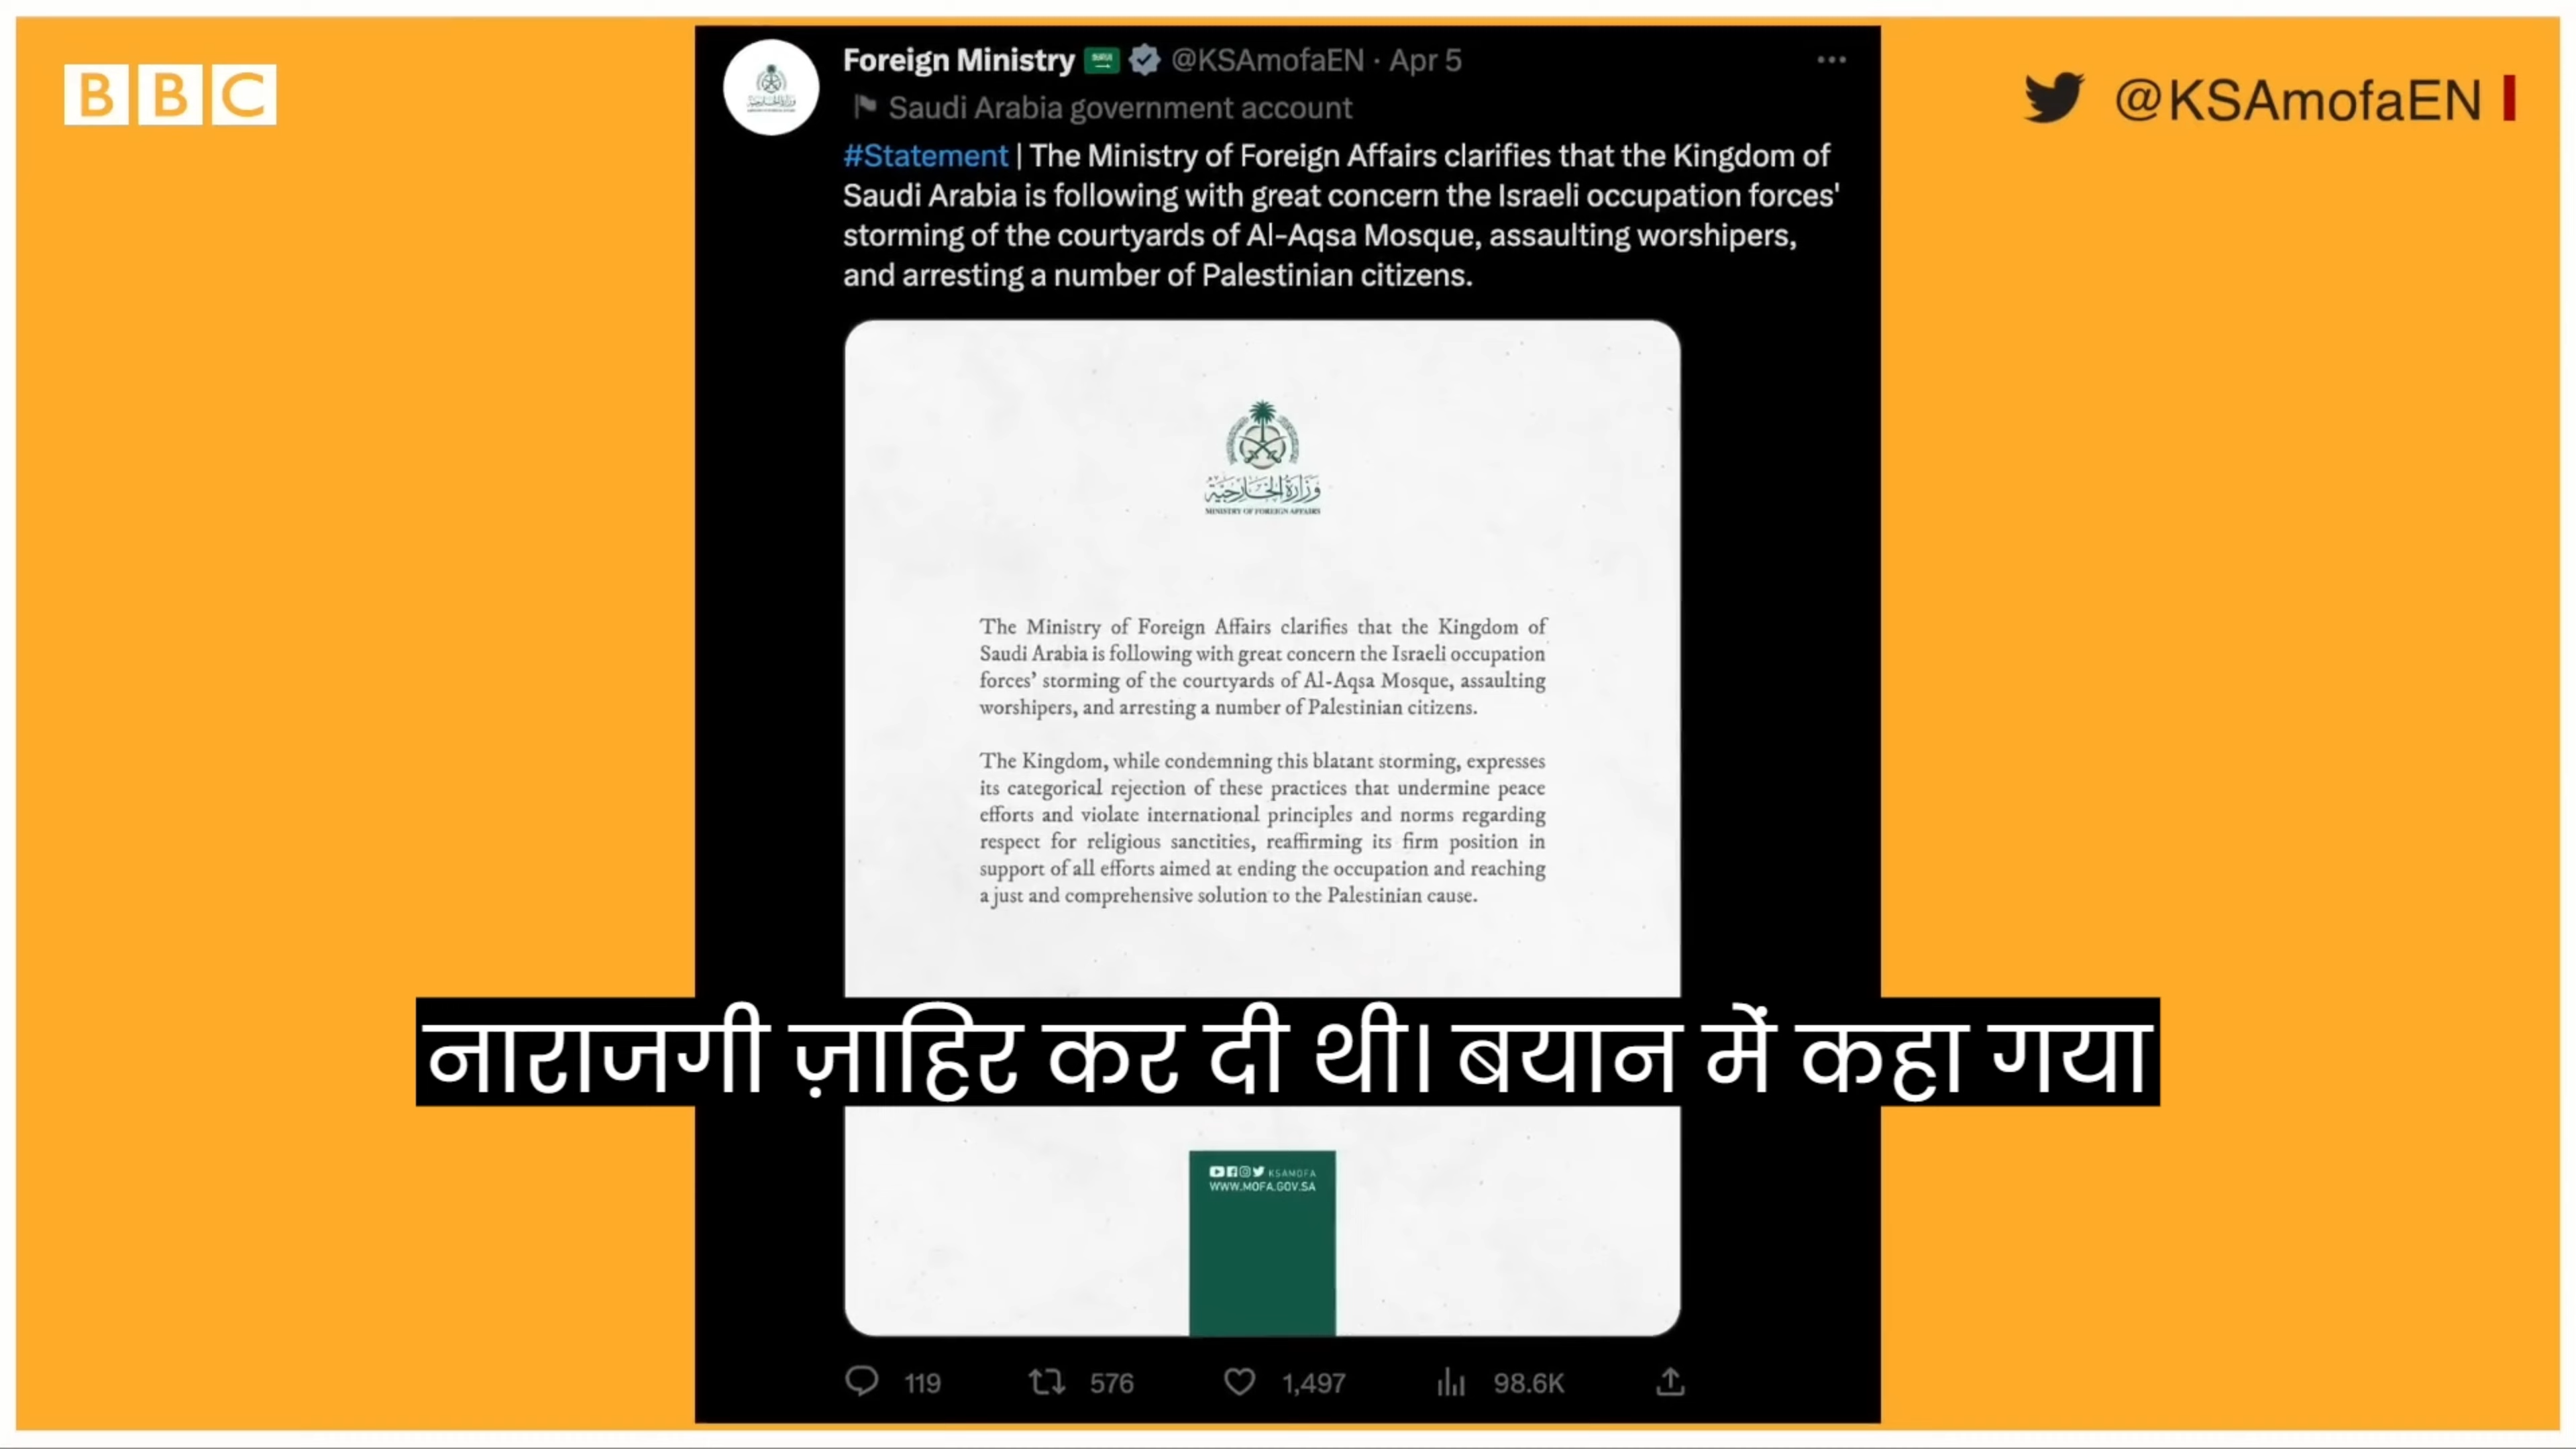 BBC
@KSAmofaEN
Foreign Ministry @KSAmofaEN · Apr 5
Saudi Arabia government account
#Statement | The Ministry of Foreign Affairs clarifies that the Kingdom of
Saudi Arabia is following with great concern the Israeli occupation forces'
storming of the courtyards of Al-Aqsa Mosque, assaulting worshipers,
and arresting a number of Palestinian citizens.
وزارة الخارجية
MINISTRY OF FOREIGN AFFAIRS
The Ministry of Foreign Affairs clarifies that the Kingdom of
Saudi Arabia is following with great concern the Israeli occupation
forces' storming of the courtyards of Al-Aqsa Mosque, assaulting
worshipers, and arresting a number of Palestinian citizens.
The Kingdom, while condemning this blatant storming, expresses
its categorical rejection of these practices that undermine peace
efforts and violate international principles and norms regarding
respect for religious sanctities, reaffirming its firm position in
support of all efforts aimed at ending the occupation and reaching
a just and comprehensive solution to the Palestinian cause.
नाराजगी ज़ाहिर कर दी थी। बयान में कहा गया
KSAMOFA
WWW.MOFA.GOV.SA
119 576 1,497 98.6K